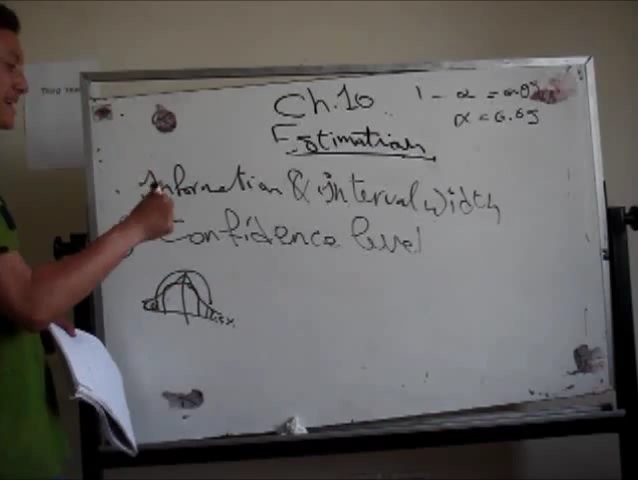 Ch.10
1 - α = 0.95
α = 0.05
Estimation
Information & interval width
Confidence level